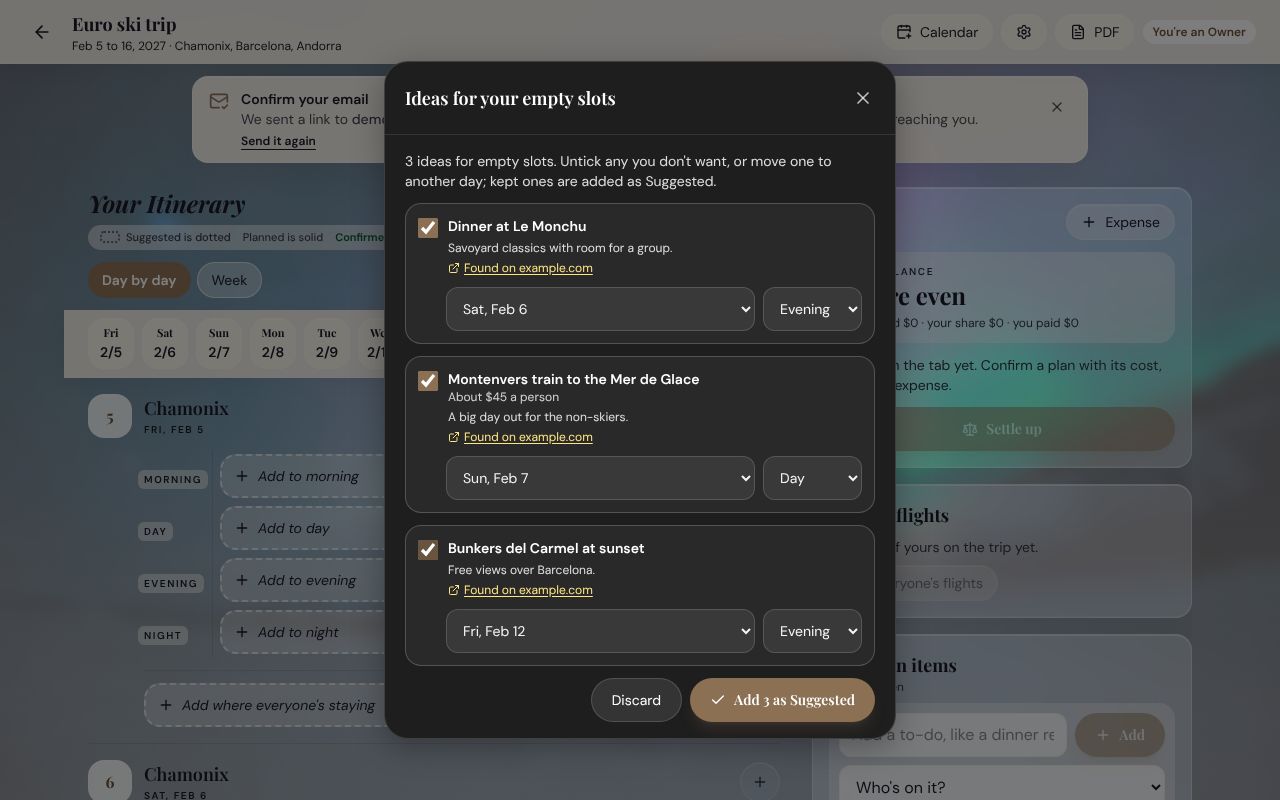 Euro ski trip
Feb 5 to 16, 2027 · Chamonix, Barcelona, Andorra
Calendar
PDF
You're an Owner
Confirm your email
We sent a link to
reaching you.
Send it again
Your Itinerary
Suggested is dotted Planned is solid
Day by day
Week
Fri Sat Sun Mon Tue
2/5 2/6 2/7 2/8 2/9
5
Chamonix
FRI, FEB 5
MORNING
+ Add to morning
DAY
+ Add to day
EVENING
+ Add to evening
NIGHT
+ Add to night
+ Add where everyone's staying
6
Chamonix
SAT, FEB 6
Ideas for your empty slots
3 ideas for empty slots. Untick any you don't want, or move one to
another day; kept ones are added as Suggested.
Dinner at Le Monchu
Savoyard classics with room for a group.
Found on example.com
Sat, Feb 6
Evening
Montenvers train to the Mer de Glace
About $45 a person
A big day out for the non-skiers.
Found on example.com
Sun, Feb 7
Day
Bunkers del Carmel at sunset
Free views over Barcelona.
Found on example.com
Fri, Feb 12
Evening
Discard
Add 3 as Suggested
+ Expense
even
$0 · your share $0 · you paid $0
the tab yet. Confirm a plan with its cost,
expense.
Settle up
flights
of yours on the trip yet.
flights
items
a to-do, like a dinner
+ Add
Who's on it?